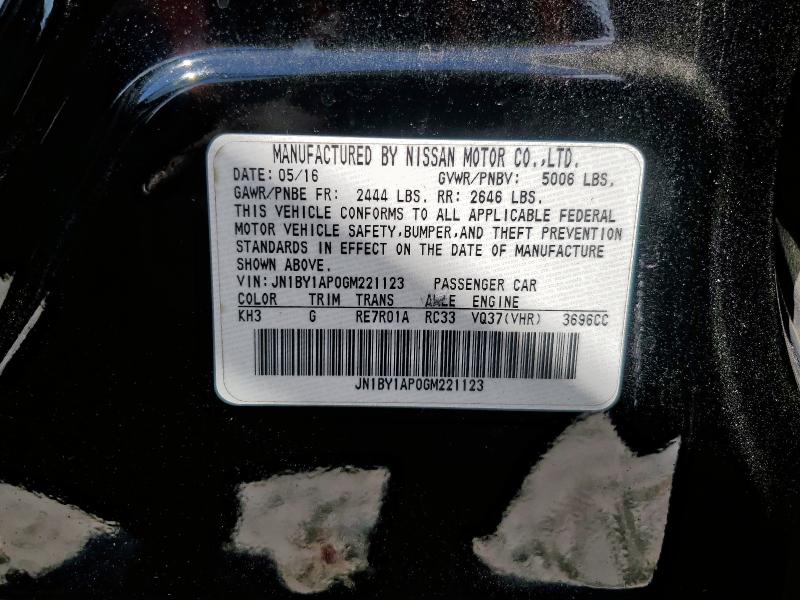 MANUFACTURED BY NISSAN MOTOR CO.,LTD.
DATE: 05/16 GVWR/PNBV: 5006 LBS.
GAWR/PNBE FR: 2444 LBS. RR: 2646 LBS.
THIS VEHICLE CONFORMS TO ALL APPLICABLE FEDERAL
MOTOR VEHICLE SAFETY,BUMPER,AND THEFT PREVENTION
STANDARDS IN EFFECT ON THE DATE OF MANUFACTURE
SHOWN ABOVE.
VIN: JN1BY1AP0GM221123 PASSENGER CAR
COLOR TRIM TRANS AXLE ENGINE
KH3 G RE7R01A RC33 VQ37(VHR) 3696CC
JN1BY1AP0GM221123